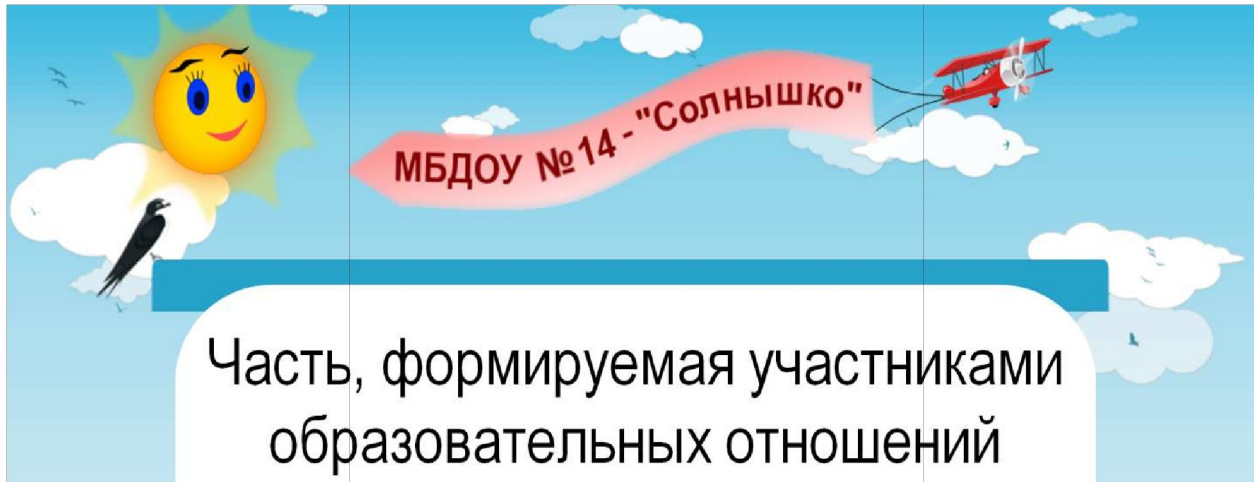 МБДОУ №14 - "Солнышко"
Часть, формируемая участниками
образовательных отношений